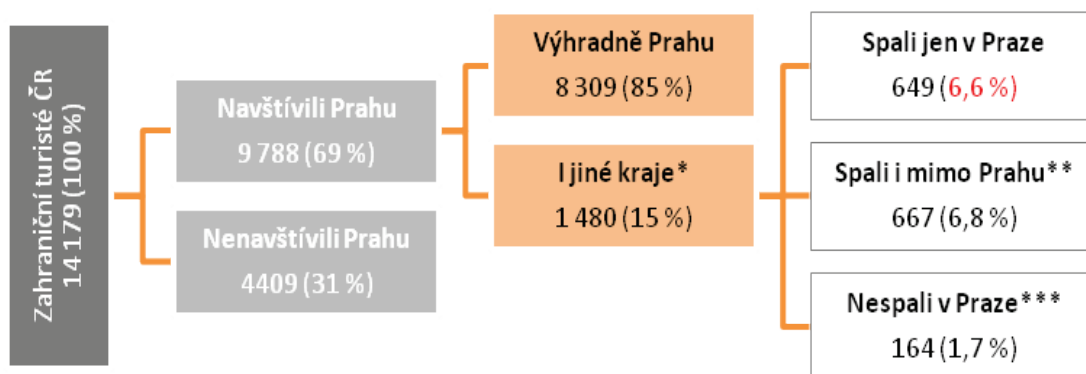 Zahraniční turisté ČR
14 179 (100 %)
Navštívili Prahu
9 788 (69 %)
Nenavštívili Prahu
4409 (31 %)
Výhradně Prahu
8 309 (85 %)
I jiné kraje*
1 480 (15 %)
Spali jen v Praze
649 (6,6 %)
Spali i mimo Prahu**
667 (6,8 %)
Nespali v Praze***
164 (1,7 %)